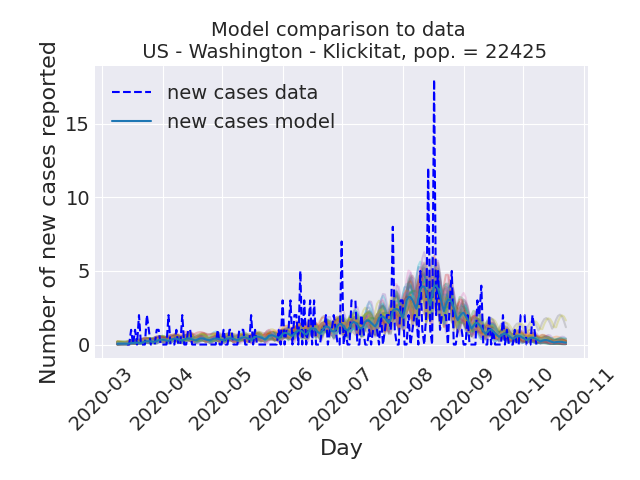 Model comparison to data
US - Washington - Klickitat, pop. = 22425
new cases data
new cases model
Number of new cases reported
15
10
5
0
2020-03
2020-04
2020-05
2020-06
2020-07
2020-08
2020-09
2020-10
2020-11
Day